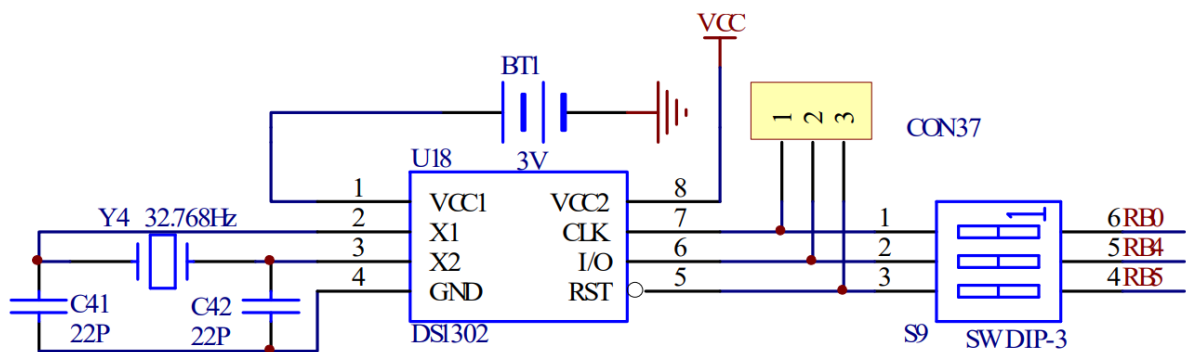 VCC
BT1
1 2 3
CON37
U18
3V
1
VCC1
VCC2
8
Y4 32.768Hz
2
X1
CLK
7
1
1
6
RB0
3
X2
I/O
6
2
5
RB4
4
GND
RST
5
3
4
RB5
C41
C42
22P
22P
DS1302
S9
SWDIP-3